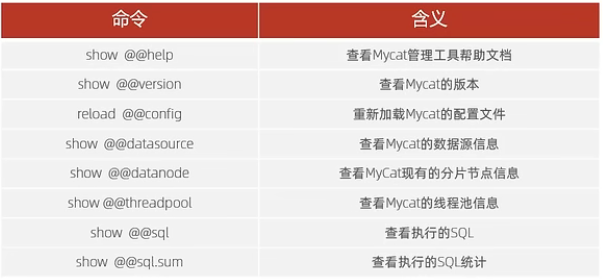 命令 含义
show @@help 查看Mycat管理工具帮助文档
show @@version 查看Mycat的版本
reload @@config 重新加载Mycat的配置文件
show @@datasource 查看Mycat的数据源信息
show @@datanode 查看MyCat现有的分片节点信息
show @@threadpool 查看Mycat的线程池信息
show @@sql 查看执行的SQL
show @@sql.sum 查看执行的SQL统计